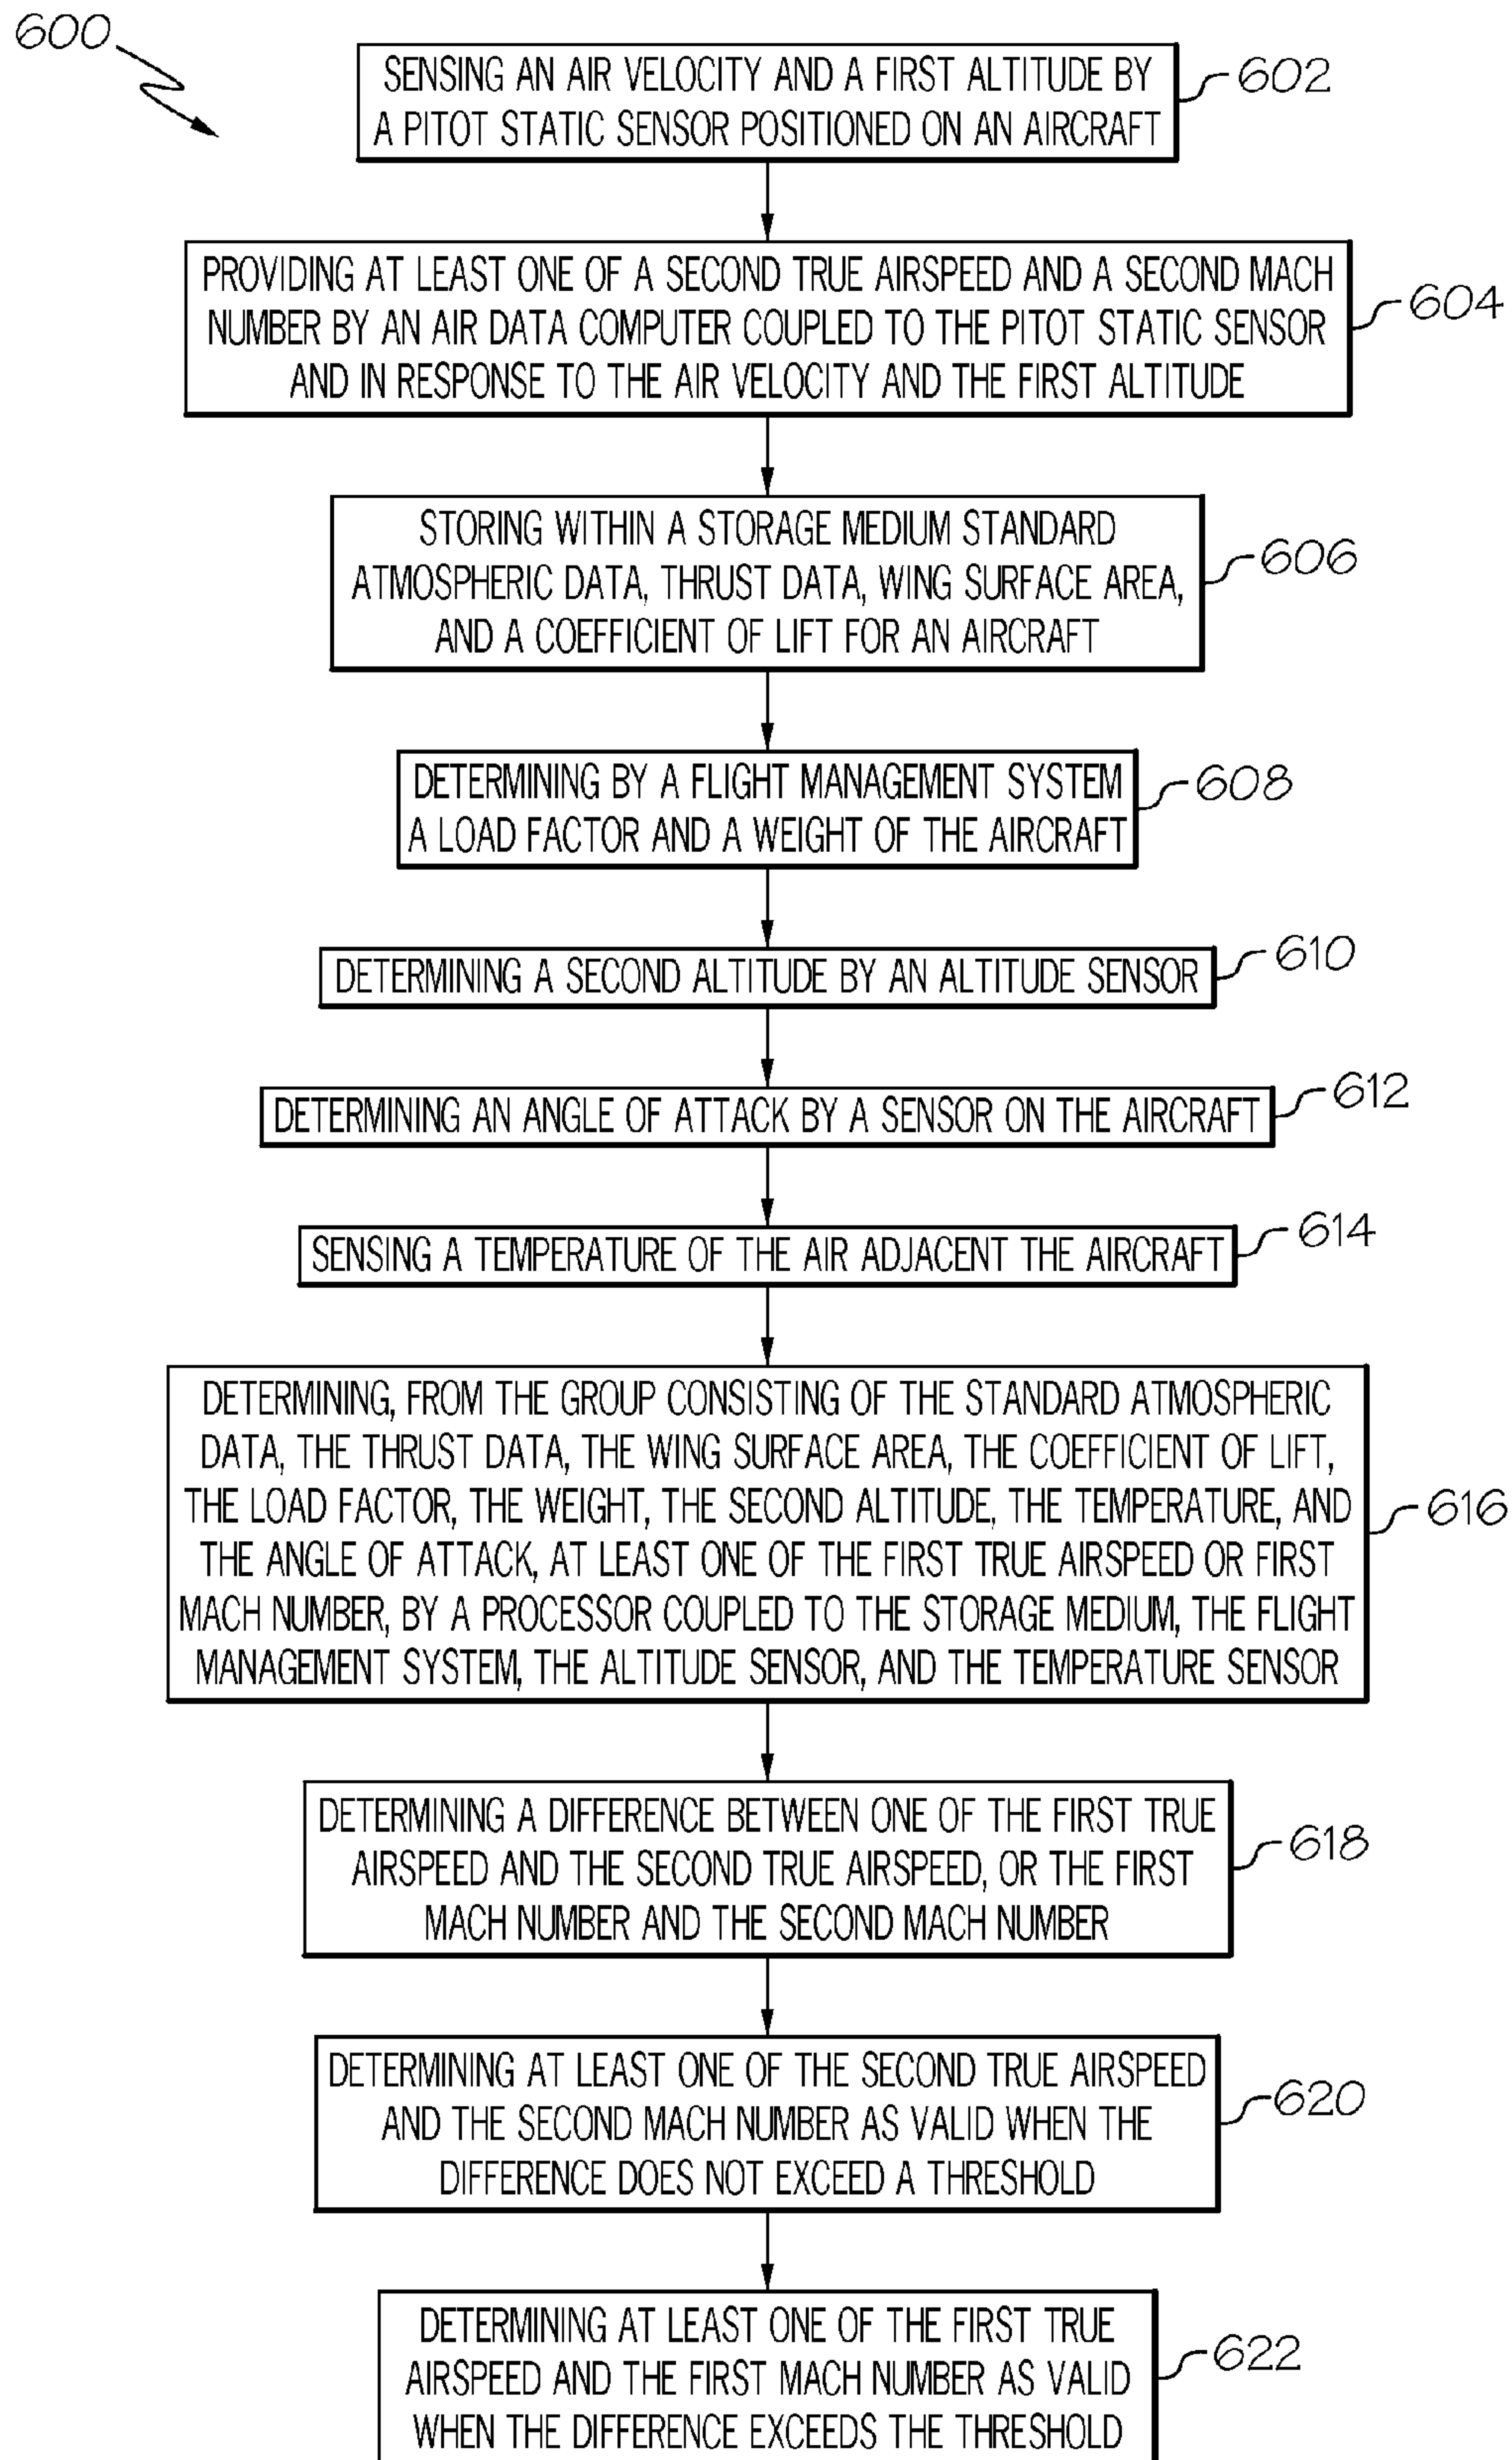 600
SENSING AN AIR VELOCITY AND A FIRST ALTITUDE BY
A PITOT STATIC SENSOR POSITIONED ON AN AIRCRAFT
602
PROVIDING AT LEAST ONE OF A SECOND TRUE AIRSPEED AND A SECOND MACH
NUMBER BY AN AIR DATA COMPUTER COUPLED TO THE PITOT STATIC SENSOR
AND IN RESPONSE TO THE AIR VELOCITY AND THE FIRST ALTITUDE
604
STORING WITHIN A STORAGE MEDIUM STANDARD
ATMOSPHERIC DATA, THRUST DATA, WING SURFACE AREA,
AND A COEFFICIENT OF LIFT FOR AN AIRCRAFT
606
DETERMINING BY A FLIGHT MANAGEMENT SYSTEM
A LOAD FACTOR AND A WEIGHT OF THE AIRCRAFT
608
DETERMINING A SECOND ALTITUDE BY AN ALTITUDE SENSOR
610
DETERMINING AN ANGLE OF ATTACK BY A SENSOR ON THE AIRCRAFT
612
SENSING A TEMPERATURE OF THE AIR ADJACENT THE AIRCRAFT
614
DETERMINING, FROM THE GROUP CONSISTING OF THE STANDARD ATMOSPHERIC
DATA, THE THRUST DATA, THE WING SURFACE AREA, THE COEFFICIENT OF LIFT,
THE LOAD FACTOR, THE WEIGHT, THE SECOND ALTITUDE, THE TEMPERATURE, AND
THE ANGLE OF ATTACK, AT LEAST ONE OF THE FIRST TRUE AIRSPEED OR FIRST
MACH NUMBER, BY A PROCESSOR COUPLED TO THE STORAGE MEDIUM, THE FLIGHT
MANAGEMENT SYSTEM, THE ALTITUDE SENSOR, AND THE TEMPERATURE SENSOR
616
DETERMINING A DIFFERENCE BETWEEN ONE OF THE FIRST TRUE
AIRSPEED AND THE SECOND TRUE AIRSPEED, OR THE FIRST
MACH NUMBER AND THE SECOND MACH NUMBER
618
DETERMINING AT LEAST ONE OF THE SECOND TRUE AIRSPEED
AND THE SECOND MACH NUMBER AS VALID WHEN THE
DIFFERENCE DOES NOT EXCEED A THRESHOLD
620
DETERMINING AT LEAST ONE OF THE FIRST TRUE
AIRSPEED AND THE FIRST MACH NUMBER AS VALID
WHEN THE DIFFERENCE EXCEEDS THE THRESHOLD
622